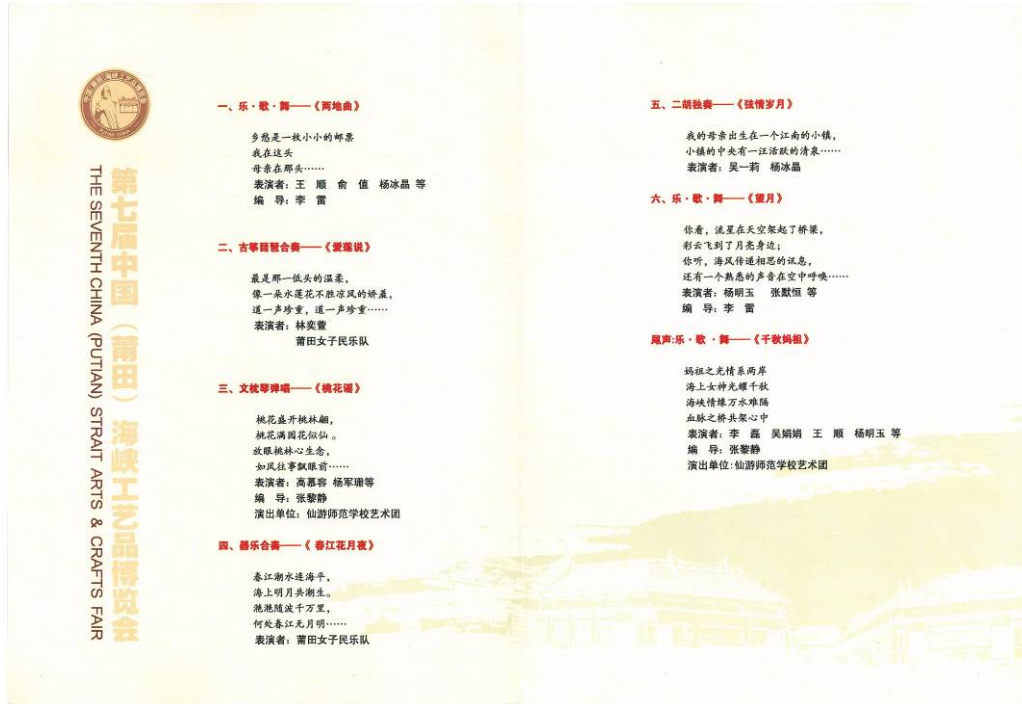 第七届中国（莆田）海峡工艺品博览会
THE SEVENTH CHINA (PUTIAN) STRAIT ARTS & CRAFTS FAIR
一、乐·歌·舞——《两地曲》
乡愁是一枚小小的邮票
我在这头
母亲在那头……
表演者：王 顺 俞 值 杨冰晶 等
编 导：李 雷
二、古筝琵琶合奏——《爱莲说》
最是那一低头的温柔，
像一朵水莲花不胜凉风的娇羞，
道一声珍重，道一声珍重……
表演者：林奕萱
莆田女子民乐队
三、文枕琴弹唱——《桃花谣》
桃花盛开桃林翩，
桃花满园花似仙。
放眼桃林心生念，
如风往事飘眼前……
表演者：高慕容 杨军珊等
编 导：张黎静
演出单位：仙游师范学校艺术团
四、器乐合奏——《 春江花月夜》
春江潮水连海平，
海上明月共潮生。
滟滟随波千万里，
何处春江无月明……
表演者：莆田女子民乐队
五、二胡独奏——《弦情岁月》
我的母亲出生在一个江南的小镇，
小镇的中央有一汪活跃的清泉……
表演者：吴一莉 杨冰晶
六、乐·歌·舞——《望月》
你看，流星在天空架起了桥梁，
彩云飞到了月亮身边；
你听，海风传递相思的讯息，
还有一个熟悉的声音在空中呼唤……
表演者：杨明玉 张默恒 等
编 导：李 雷
尾声:乐·歌·舞——《千秋妈祖》
妈祖之光情系两岸
海上女神光耀千秋
海峡情缘万水难隔
血脉之桥共架心中
表演者：李 磊 吴娟娟 王 顺 杨明玉 等
编 导：张黎静
演出单位:仙游师范学校艺术团